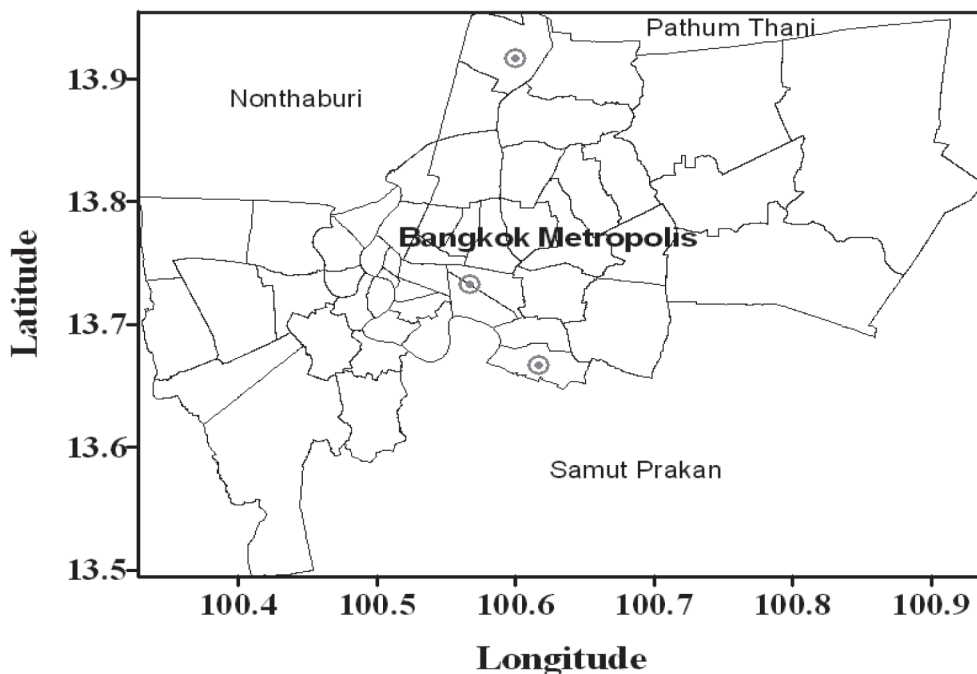 Pathum Thani
Nonthaburi
Bangkok Metropolis
Samut Prakan
Latitude
13.9
13.8
13.7
13.6
13.5
100.4 100.5 100.6 100.7 100.8 100.9
Longitude